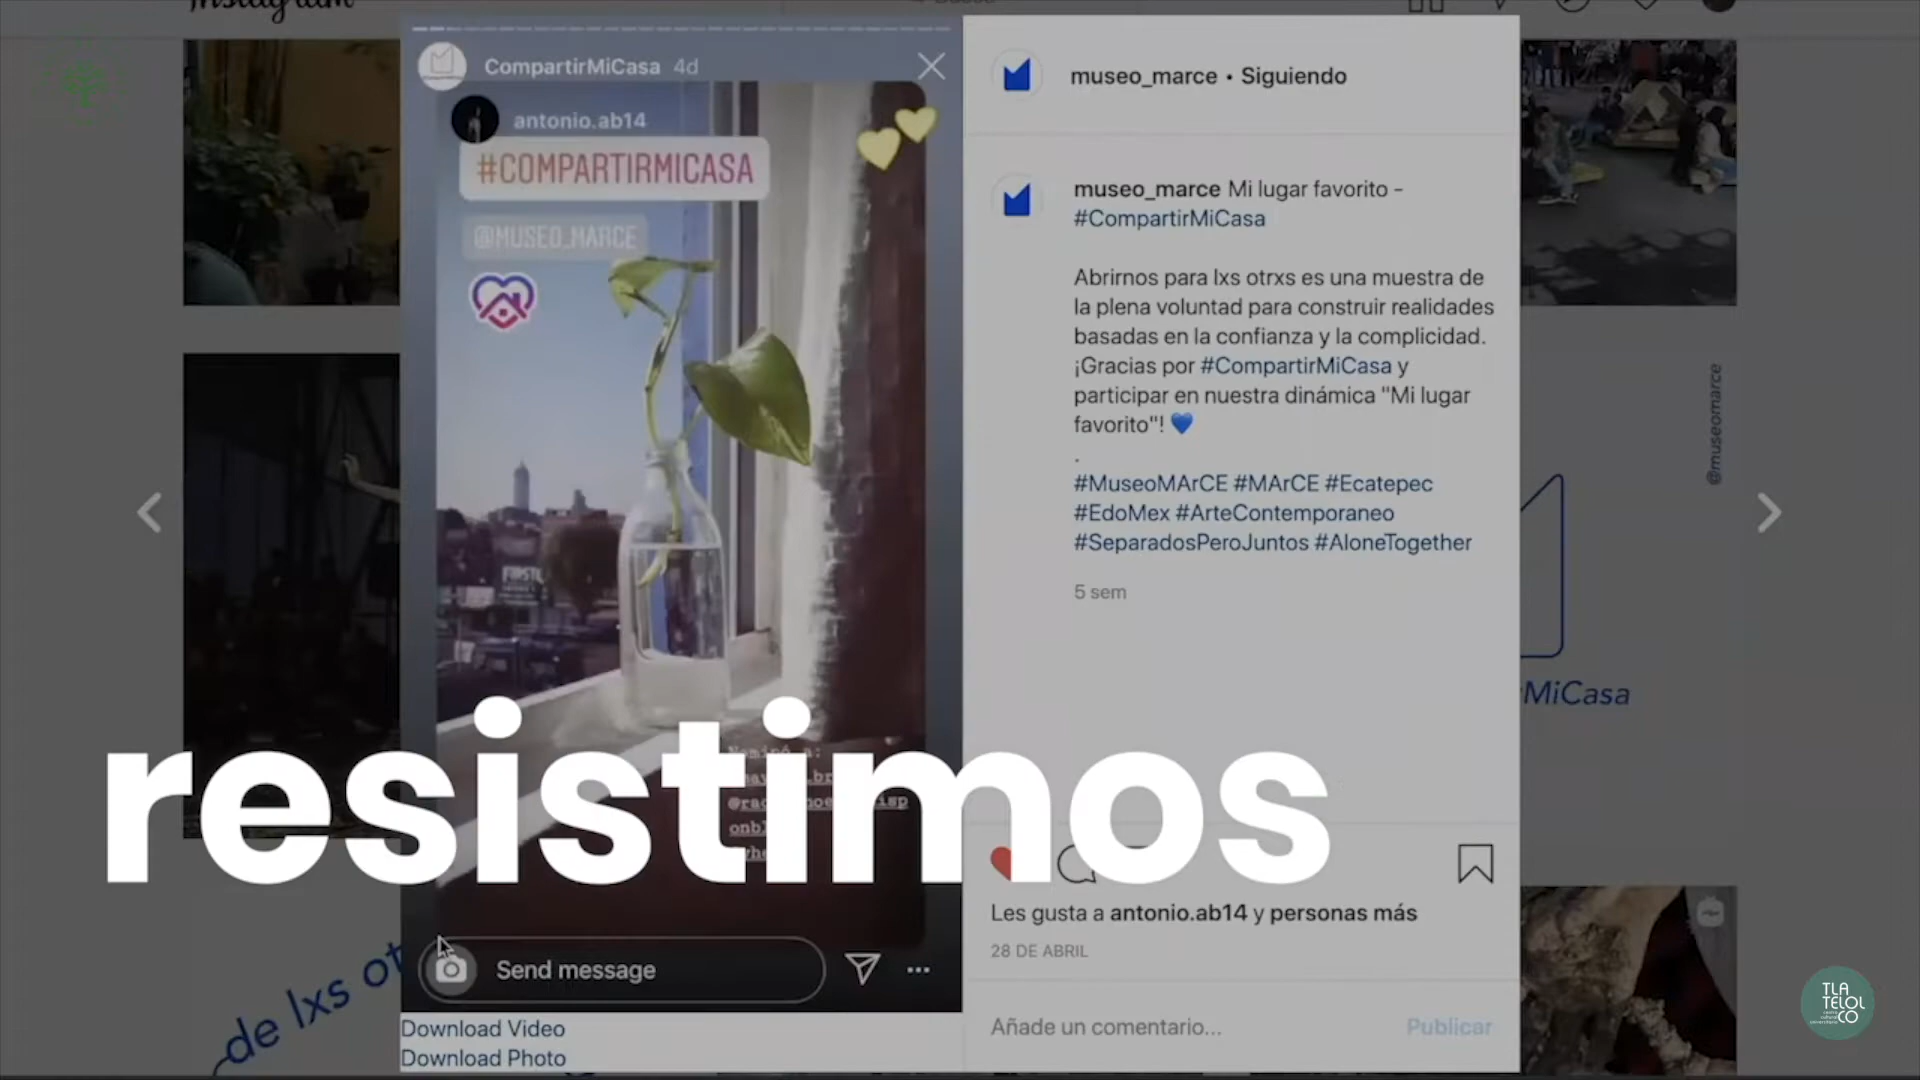 Instagram
CompartirMiCasa 4d
antonio.ab14
#COMPARTIRMICASA
@MUSEO_MARCE
museo_marce • Siguiendo
museo_marce Mi lugar favorito -
#CompartirMiCasa
Abrirnos para lxs otrxs es una muestra de
la plena voluntad para construir realidades
basadas en la confianza y la complicidad.
¡Gracias por #CompartirMiCasa y
participar en nuestra dinámica "Mi lugar
favorito"! 💙
.
#MuseoMArCE #MArCE #Ecatepec
#EdoMex #ArteContemporaneo
#SeparadosPeroJuntos #AloneTogether
5 sem
@museomarce
MiCasa
resistimos
Les gusta a antonio.ab14 y personas más
28 DE ABRIL
Send message
Añade un comentario... Publicar
de lxs ot
Download Video
Download Photo
TLA
TELOL
CO